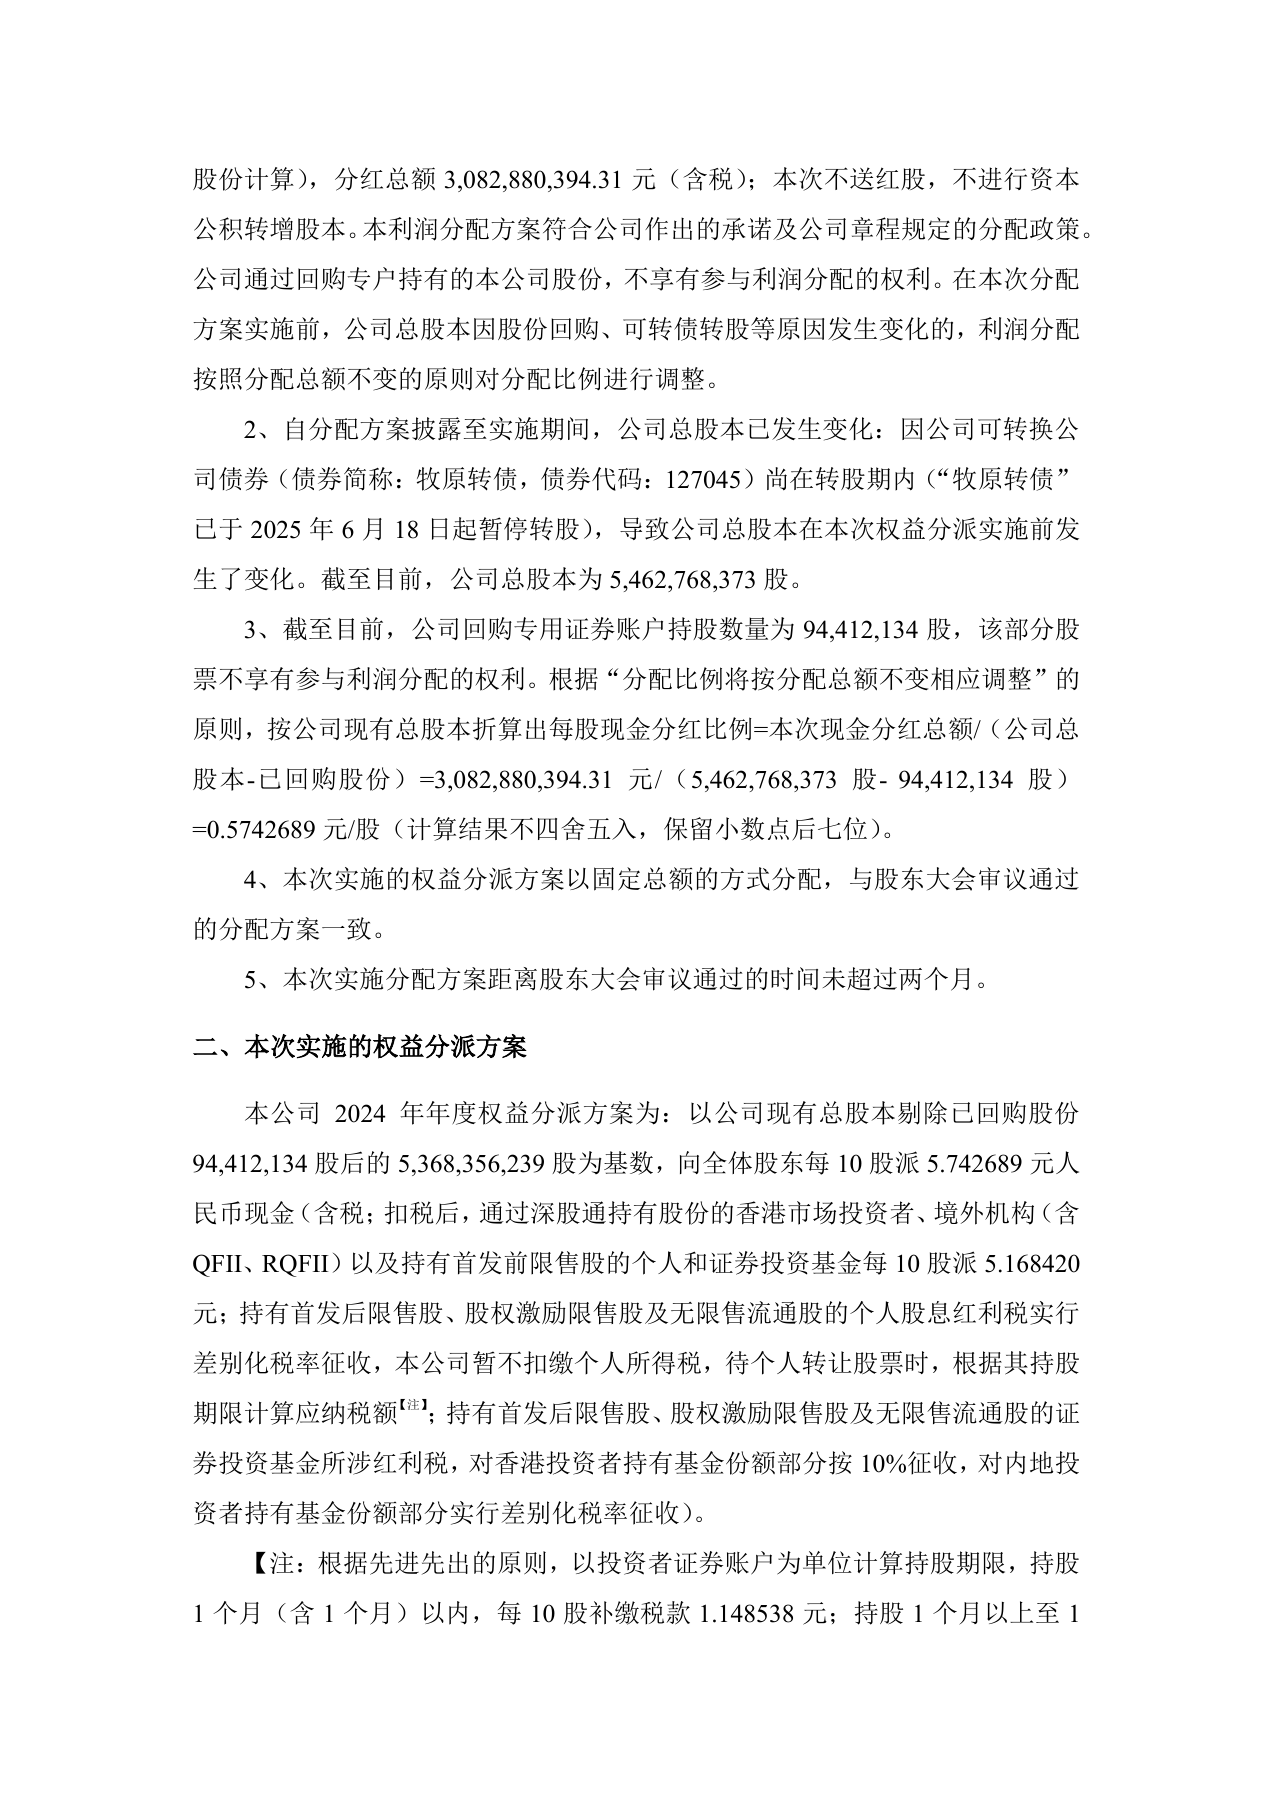 股份计算），分红总额 3,082,880,394.31 元（含税）；本次不送红股，不进行资本
公积转增股本。本利润分配方案符合公司作出的承诺及公司章程规定的分配政策。
公司通过回购专户持有的本公司股份，不享有参与利润分配的权利。在本次分配
方案实施前，公司总股本因股份回购、可转债转股等原因发生变化的，利润分配
按照分配总额不变的原则对分配比例进行调整。
2、自分配方案披露至实施期间，公司总股本已发生变化：因公司可转换公
司债券（债券简称：牧原转债，债券代码：127045）尚在转股期内（“牧原转债”
已于 2025 年 6 月 18 日起暂停转股），导致公司总股本在本次权益分派实施前发
生了变化。截至目前，公司总股本为 5,462,768,373 股。
3、截至目前，公司回购专用证券账户持股数量为 94,412,134 股，该部分股
票不享有参与利润分配的权利。根据“分配比例将按分配总额不变相应调整”的
原则，按公司现有总股本折算出每股现金分红比例=本次现金分红总额/（公司总
股本-已回购股份）=3,082,880,394.31 元/（5,462,768,373 股- 94,412,134 股）
=0.5742689 元/股（计算结果不四舍五入，保留小数点后七位）。
4、本次实施的权益分派方案以固定总额的方式分配，与股东大会审议通过
的分配方案一致。
5、本次实施分配方案距离股东大会审议通过的时间未超过两个月。
二、本次实施的权益分派方案
本公司 2024 年年度权益分派方案为：以公司现有总股本剔除已回购股份
94,412,134 股后的 5,368,356,239 股为基数，向全体股东每 10 股派 5.742689 元人
民币现金（含税；扣税后，通过深股通持有股份的香港市场投资者、境外机构（含
QFII、RQFII）以及持有首发前限售股的个人和证券投资基金每 10 股派 5.168420
元；持有首发后限售股、股权激励限售股及无限售流通股的个人股息红利税实行
差别化税率征收，本公司暂不扣缴个人所得税，待个人转让股票时，根据其持股
期限计算应纳税额【注】；持有首发后限售股、股权激励限售股及无限售流通股的证
券投资基金所涉红利税，对香港投资者持有基金份额部分按 10%征收，对内地投
资者持有基金份额部分实行差别化税率征收）。
【注：根据先进先出的原则，以投资者证券账户为单位计算持股期限，持股
1 个月（含 1 个月）以内，每 10 股补缴税款 1.148538 元；持股 1 个月以上至 1